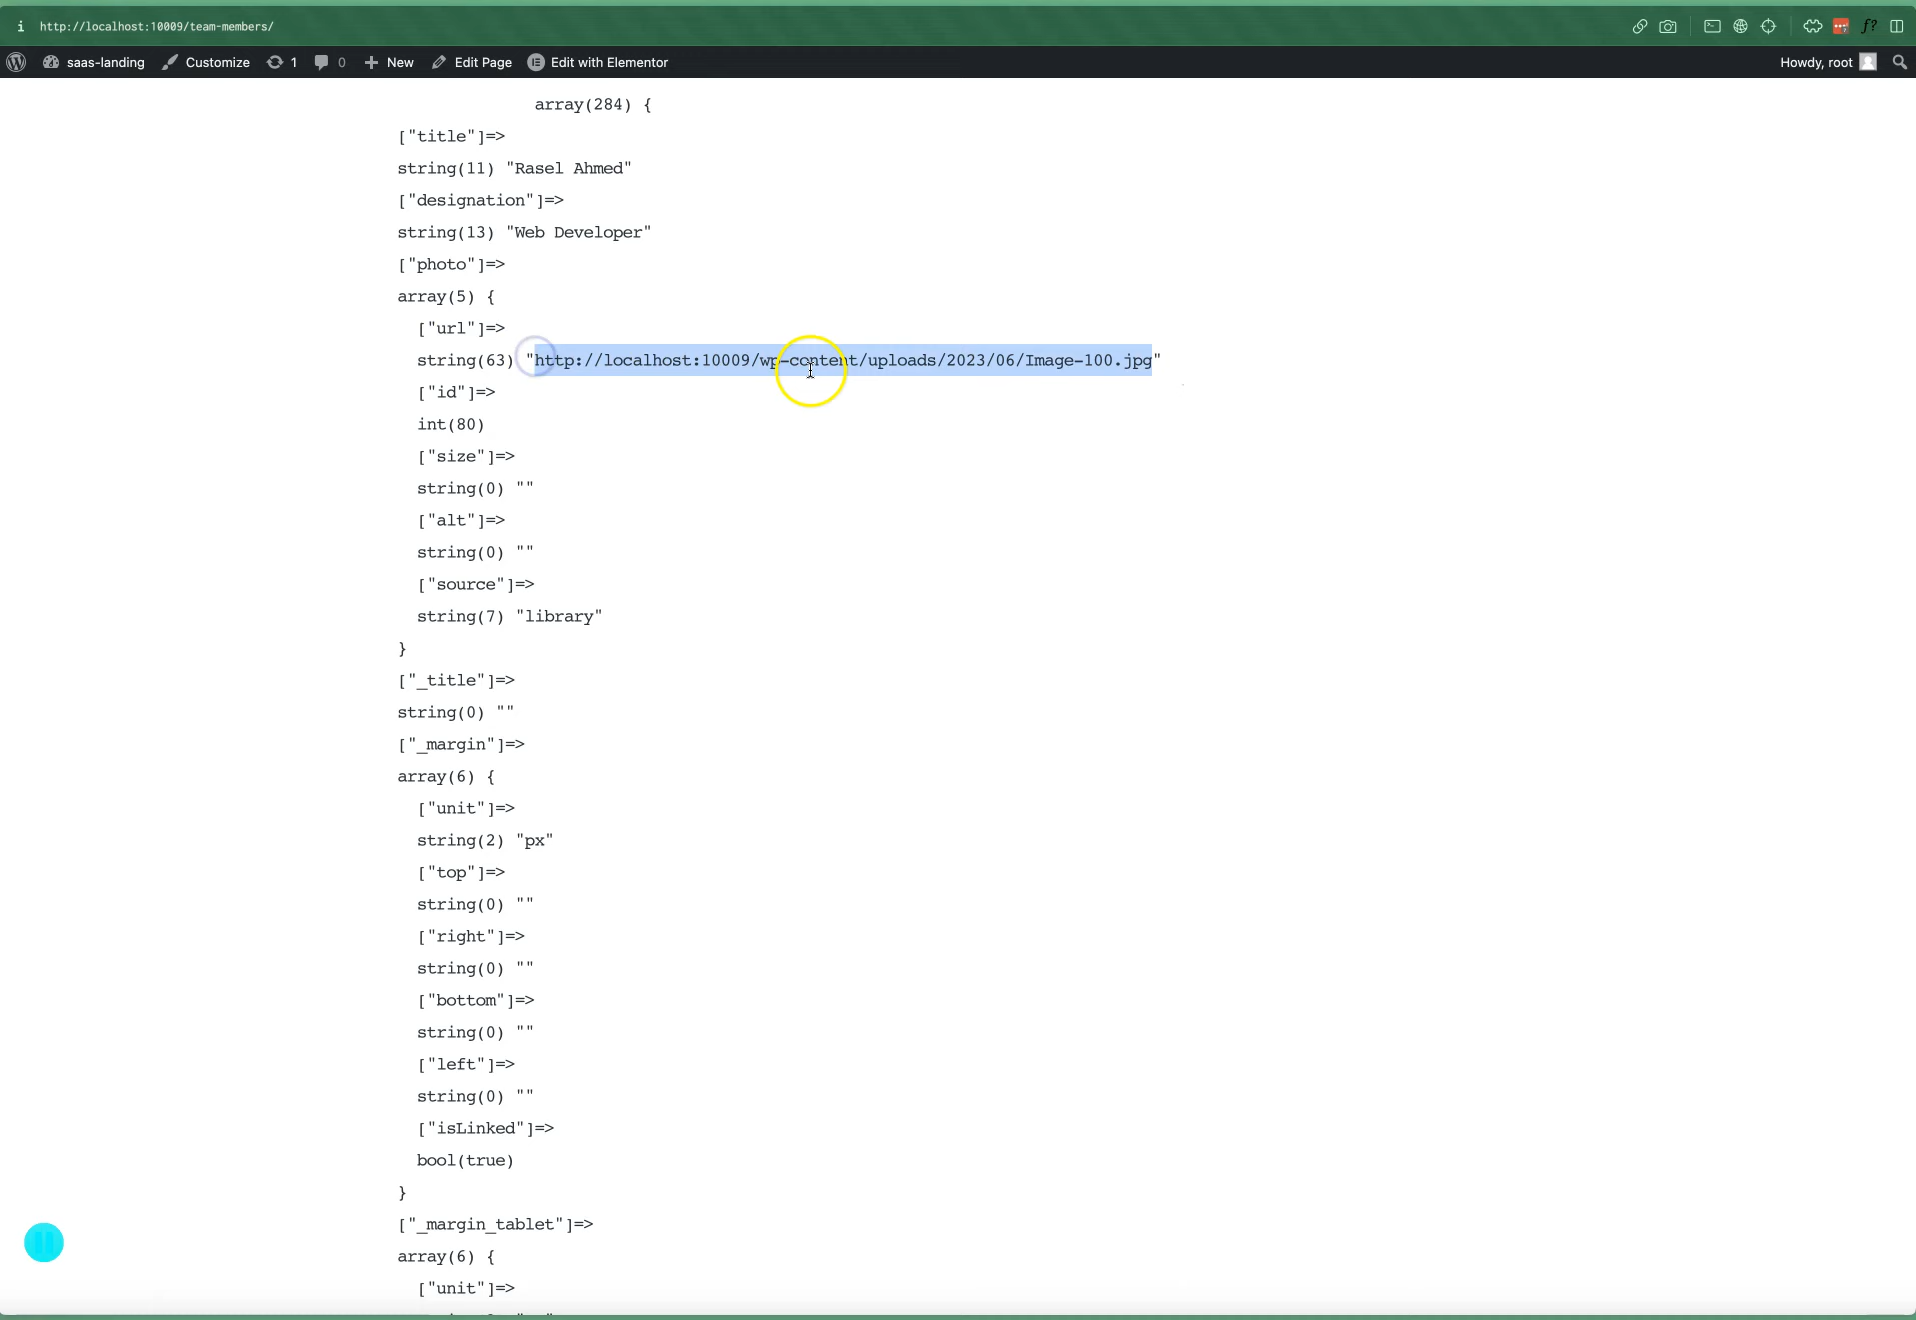 http://localhost:10009/team-members/
saas-landing Customize 1 0 New Edit Page Edit with Elementor Howdy, root
array(284) {
["title"]=>
string(11) "Rasel Ahmed"
["designation"]=>
string(13) "Web Developer"
["photo"]=>
array(5) {
["url"]=>
string(63) "http://localhost:10009/wp-content/uploads/2023/06/Image-100.jpg"
["id"]=>
int(80)
["size"]=>
string(0) ""
["alt"]=>
string(0) ""
["source"]=>
string(7) "library"
}
["_title"]=>
string(0) ""
["_margin"]=>
array(6) {
["unit"]=>
string(2) "px"
["top"]=>
string(0) ""
["right"]=>
string(0) ""
["bottom"]=>
string(0) ""
["left"]=>
string(0) ""
["isLinked"]=>
bool(true)
}
["_margin_tablet"]=>
array(6) {
["unit"]=>